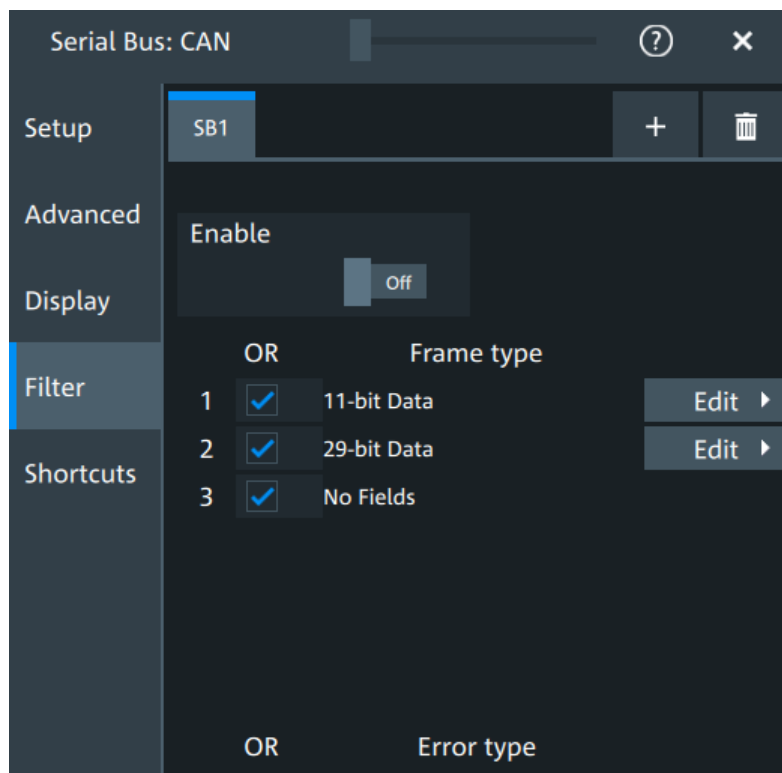 Serial Bus: CAN ?
Setup
Advanced
Display
Filter
Shortcuts
SB1 +
Enable
Off
OR Frame type
1 11-bit Data Edit
2 29-bit Data Edit
3 No Fields
OR Error type